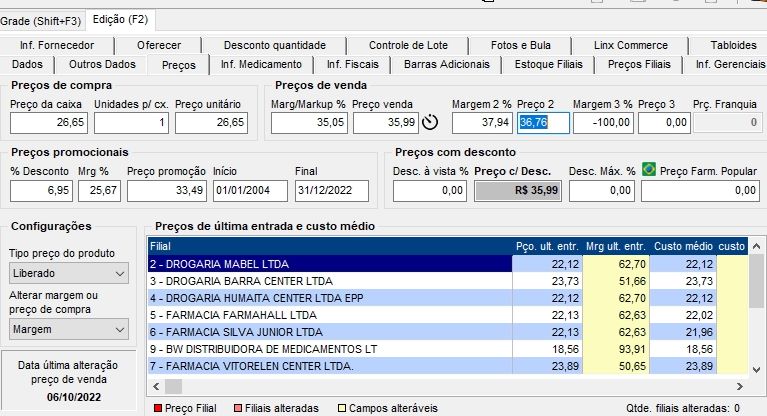 Grade (Shift+F3) Edição (F2)
Inf. Fornecedor Oferecer Desconto quantidade Controle de Lote Fotos e Bula Linx Commerce Tabloides
Dados Outros Dados Preços Inf. Medicamento Inf. Fiscais Barras Adicionais Estoque Filiais Preços Filiais Inf. Gerenciais
Preços de compra Preços de venda
Preço da caixa Unidades p/ cx. Preço unitário Marg/Markup % Preço venda Margem 2 % Preço 2 Margem 3 % Preço 3 Prç. Franquia
26,65 1 26,65 35,05 35,99 37,94 36,76 -100,00 0,00 0
Preços promocionais Preços com desconto
% Desconto Mrg % Preço promoção Início Final Desc. à vista % Preço c/ Desc. Desc. Máx. % Preço Farm. Popular
6,95 25,67 33,49 01/01/2004 31/12/2022 0,00 R$ 35,99 0,00 0,00
Configurações Preços de última entrada e custo médio
Tipo preço do produto
Liberado
Alterar margem ou
preço de compra
Margem
Data última alteração
preço de venda
06/10/2022
Filial Pço. ult. entr. Mrg ult. entr. Custo médio custo
2 - DROGARIA MABEL LTDA 22,12 62,70 22,12
3 - DROGARIA BARRA CENTER LTDA 23,73 51,66 23,73
4 - DROGARIA HUMAITA CENTER LTDA EPP 22,12 62,70 22,12
5 - FARMACIA FARMAHALL LTDA 22,13 62,63 22,02
6 - FARMACIA SILVA JUNIOR LTDA 22,13 62,63 21,96
9 - BW DISTRIBUIDORA DE MEDICAMENTOS LT 18,56 93,91 18,56
7 - FARMACIA VITORELEN CENTER LTDA. 23,89 50,65 23,89
Preço Filial Filiais alteradas Campos alteráveis Qtde. filiais alteradas: 0